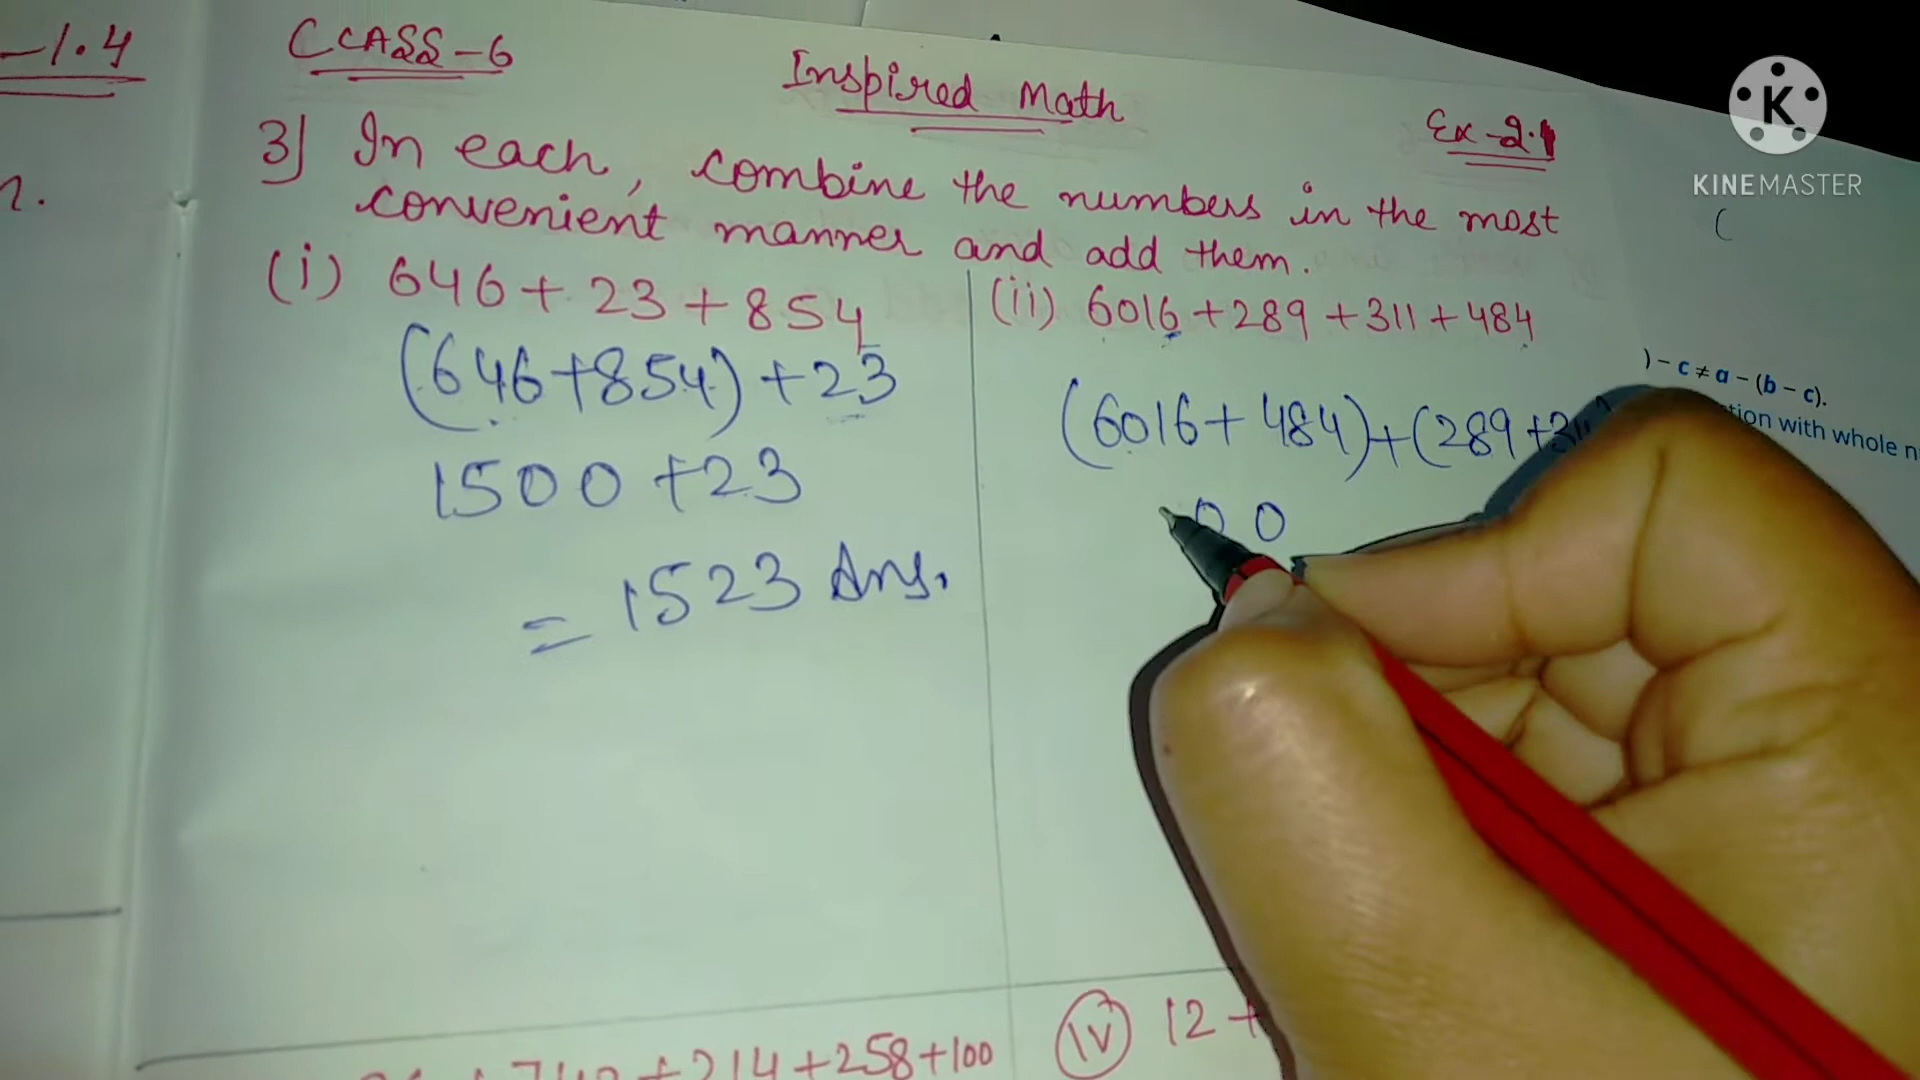 -1.4
CLASS-6
Inspired Math
Ex-2.1
KINEMASTER
3) In each, combine the numbers in the most
convenient manner and add them.
(i) 646 + 23 + 854
(646+854) + 23
1500 + 23
= 1523 Ans.
(ii) 6016 + 289 + 311 + 484
(6016 + 484) + (289 + 311
00
) – c ≠ a – (b – c).
tion with whole n
+ 214 + 258 + 100
(iv) 12 +